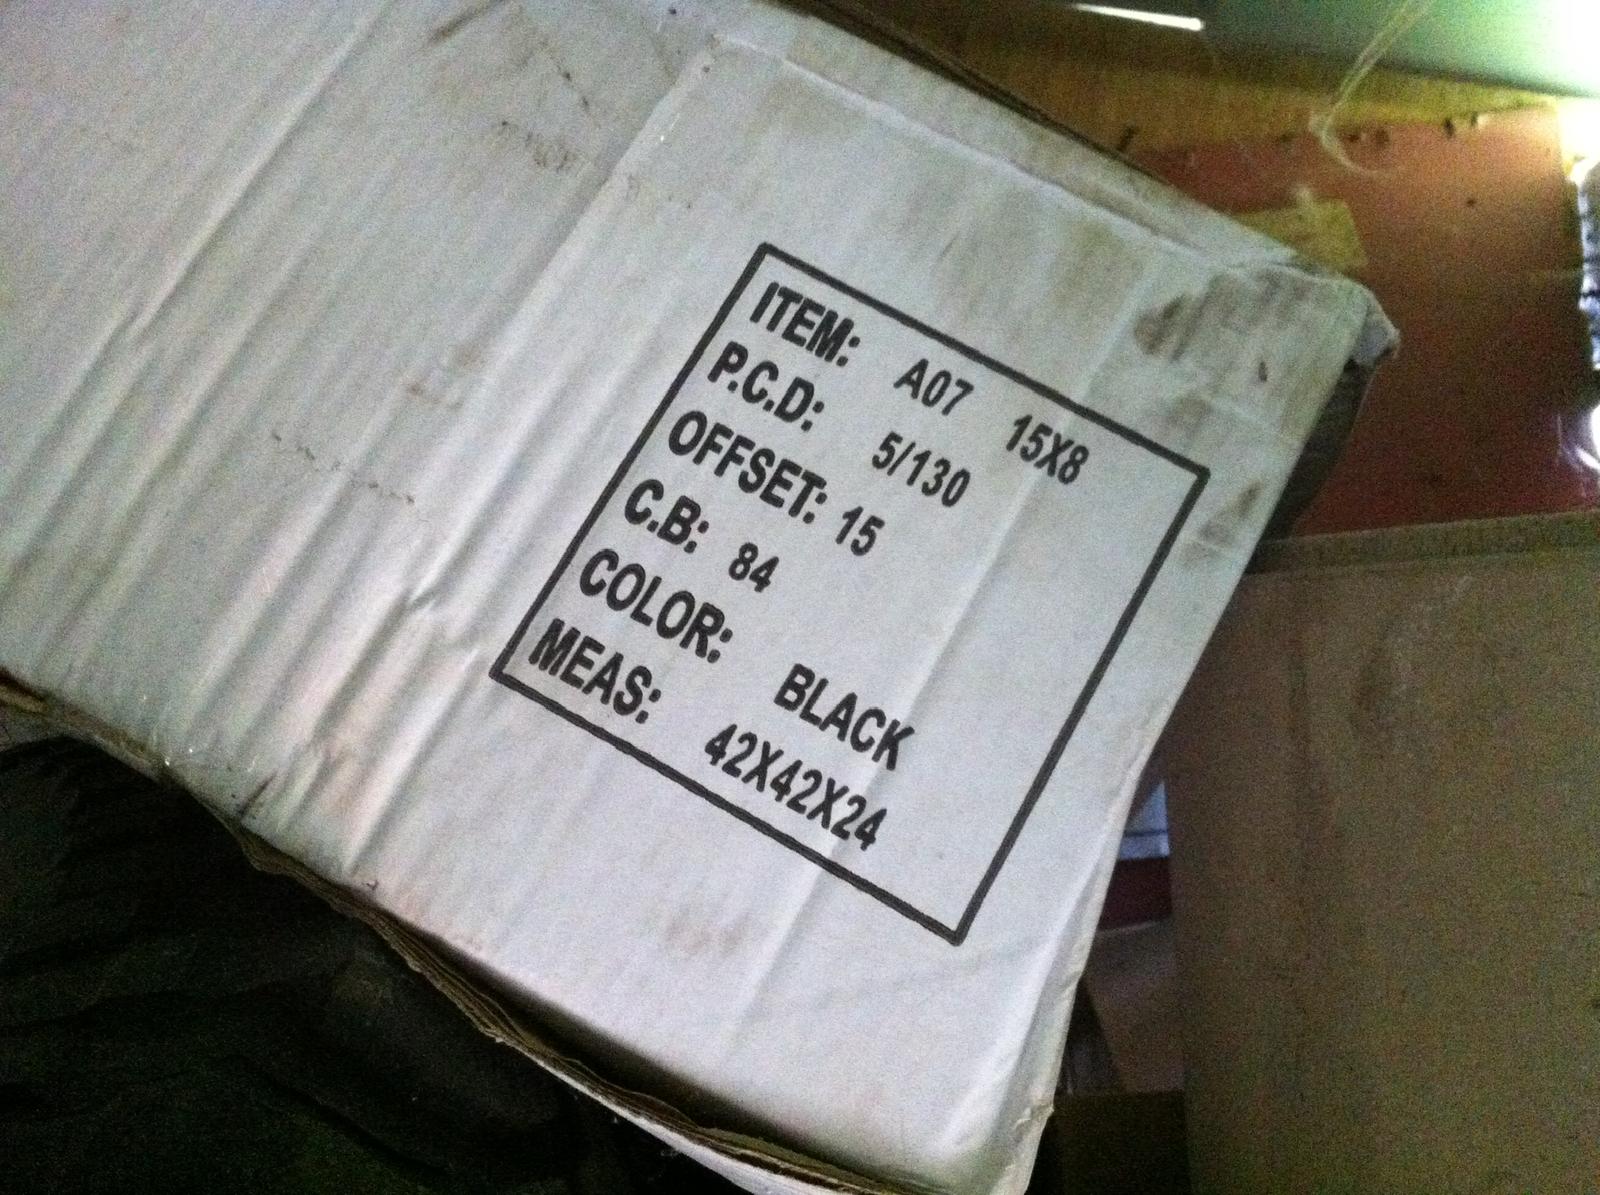 ITEM: A07 15X8
P.C.D: 5/130
OFFSET: 15
C.B: 84
COLOR: BLACK
MEAS: 42X42X24